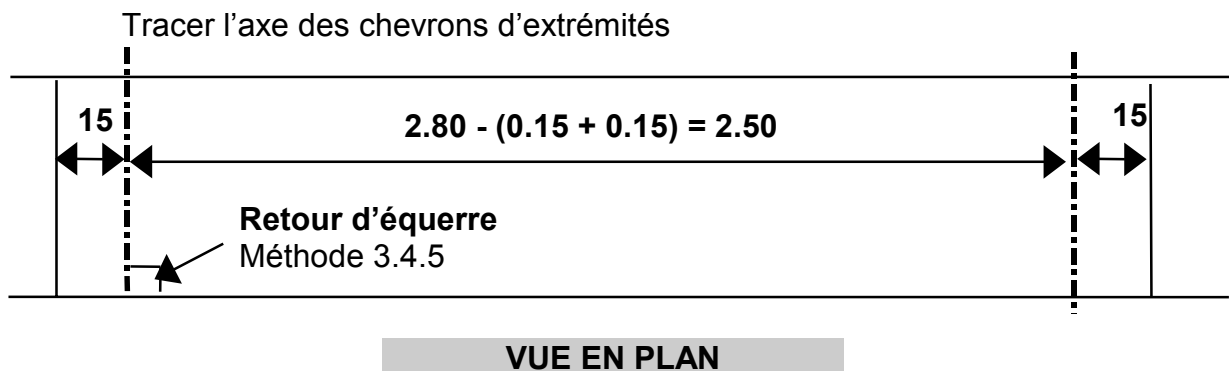 Tracer l'axe des chevrons d'extrémités
15
2.80 - (0.15 + 0.15) = 2.50
15
Retour d'équerre
Méthode 3.4.5
VUE EN PLAN